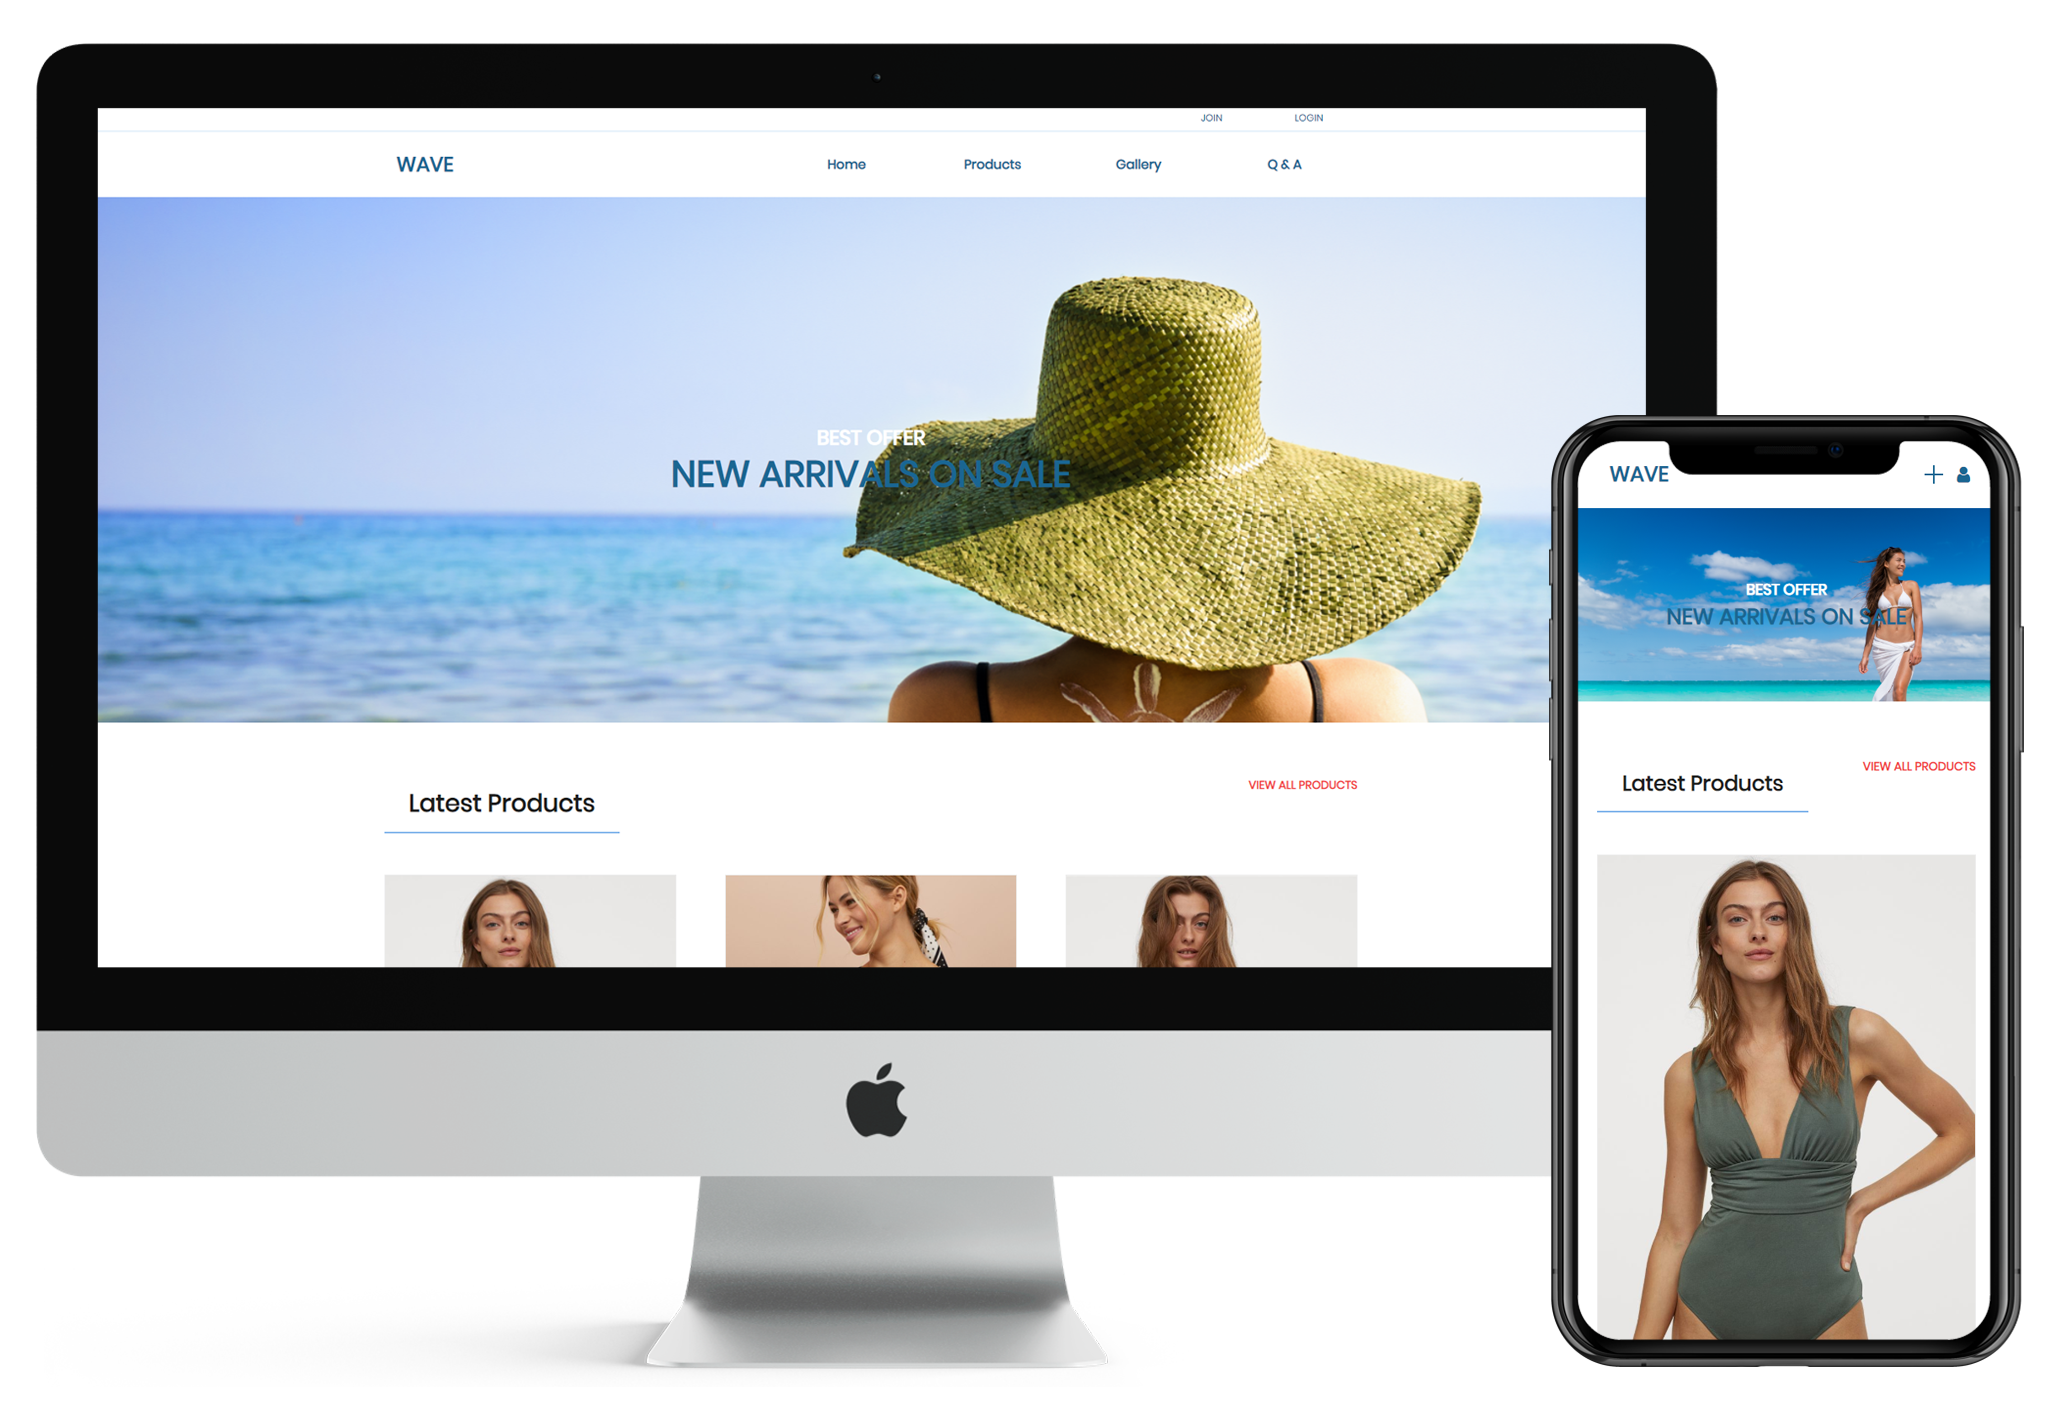 JOIN LOGIN
WAVE Home Products Gallery Q & A
BEST OFFER
NEW ARRIVALS ON SALE
Latest Products
VIEW ALL PRODUCTS
WAVE
BEST OFFER
NEW ARRIVALS ON SALE
VIEW ALL PRODUCTS
Latest Products